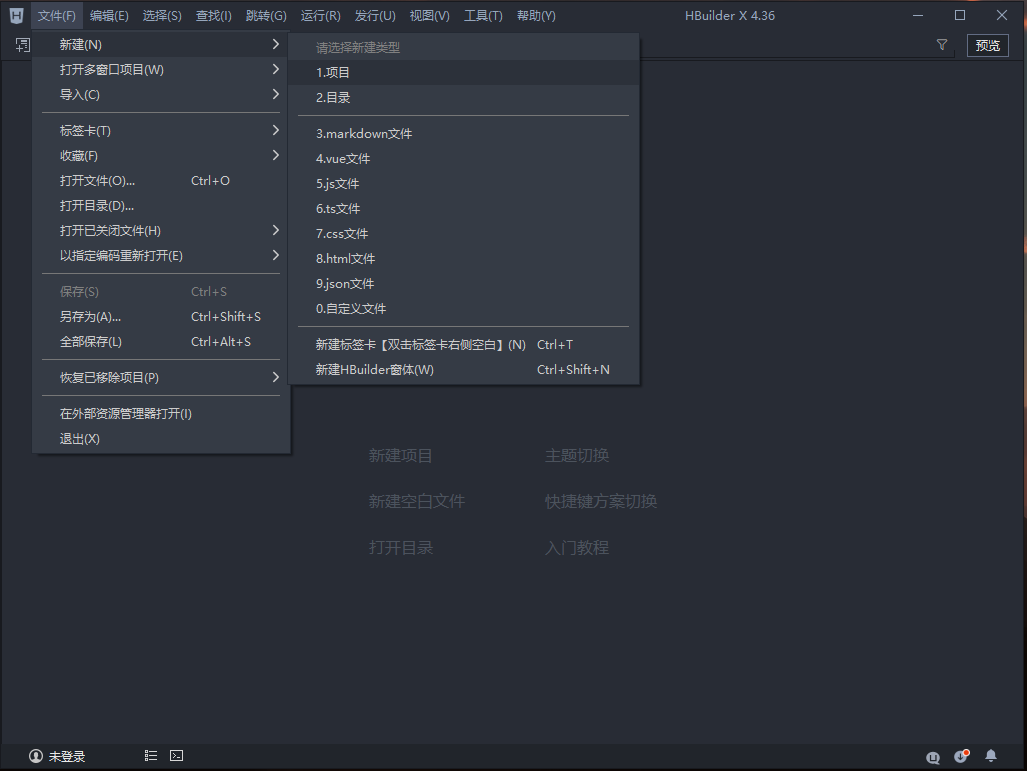 文件(F) 编辑(E) 选择(S) 查找(I) 跳转(G) 运行(R) 发行(U) 视图(V) 工具(T) 帮助(Y) HBuilder X 4.36
预览
新建(N)
打开多窗口项目(W)
导入(C)
标签卡(T)
收藏(F)
打开文件(O)... Ctrl+O
打开目录(D)...
打开已关闭文件(H)
以指定编码重新打开(E)
保存(S) Ctrl+S
另存为(A)... Ctrl+Shift+S
全部保存(L) Ctrl+Alt+S
恢复已移除项目(P)
在外部资源管理器打开(I)
退出(X)
请选择新建类型
1.项目
2.目录
3.markdown文件
4.vue文件
5.js文件
6.ts文件
7.css文件
8.html文件
9.json文件
0.自定义文件
新建标签卡【双击标签卡右侧空白】(N) Ctrl+T
新建HBuilder窗体(W) Ctrl+Shift+N
新建项目 主题切换
新建空白文件 快捷键方案切换
打开目录 入门教程
未登录